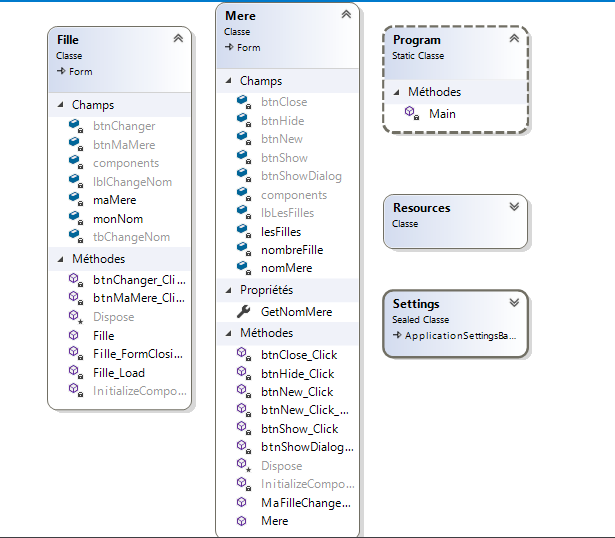 Fille
Classe
Form
Champs
btnChanger
btnMaMere
components
lblChangeNom
maMere
monNom
tbChangeNom
Méthodes
btnChanger_Cli...
btnMaMere_Cli...
Dispose
Fille
Fille_FormClosi...
Fille_Load
InitializeCompo...
Mere
Classe
Form
Champs
btnClose
btnHide
btnNew
btnShow
btnShowDialog
components
lbLesFilles
lesFilles
nombreFille
nomMere
Propriétés
GetNomMere
Méthodes
btnClose_Click
btnHide_Click
btnNew_Click
btnNew_Click_...
btnShow_Click
btnShowDialog...
Dispose
InitializeCompo...
MaFilleChange...
Mere
Program
Static Classe
Méthodes
Main
Resources
Classe
Settings
Sealed Classe
ApplicationSettingsBa...